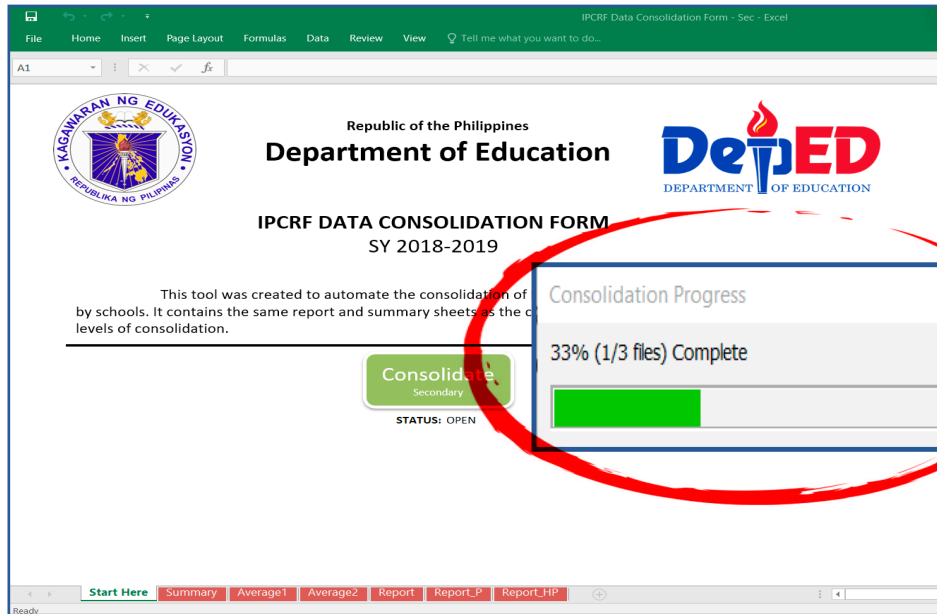 IPCRF Data Consolidation Form - Sec - Excel
File Home Insert Page Layout Formulas Data Review View Tell me what you want to do...
A1 fx
KAGAWARAN NG EDUKASYON
REPUBLIKA NG PILIPINAS
Republic of the Philippines
Department of Education
DepED
DEPARTMENT OF EDUCATION
IPCRF DATA CONSOLIDATION FORM
SY 2018-2019
This tool was created to automate the consolidation of
by schools. It contains the same report and summary sheets as the c
levels of consolidation.
Consolidation Progress
33% (1/3 files) Complete
Consolidate
Secondary
STATUS: OPEN
Start Here Summary Average1 Average2 Report Report_P Report_HP
Ready